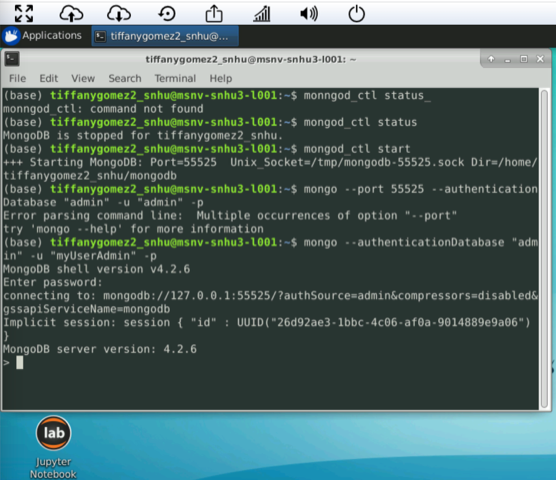 Applications
tiffanygomez2_snhu@...
tiffanygomez2_snhu@msnv-snhu3-l001: ~
File Edit View Search Terminal Help
(base) tiffanygomez2_snhu@msnv-snhu3-l001:~$ monngod_ctl status_
monngod_ctl: command not found
(base) tiffanygomez2_snhu@msnv-snhu3-l001:~$ mongod_ctl status
MongoDB is stopped for tiffanygomez2_snhu.
(base) tiffanygomez2_snhu@msnv-snhu3-l001:~$ mongod_ctl start
+++ Starting MongoDB: Port=55525 Unix_Socket=/tmp/mongodb-55525.sock Dir=/home/
tiffanygomez2_snhu/mongodb
(base) tiffanygomez2_snhu@msnv-snhu3-l001:~$ mongo --port 55525 --authentication
Database "admin" -u "admin" -p
Error parsing command line: Multiple occurrences of option "--port"
try 'mongo --help' for more information
(base) tiffanygomez2_snhu@msnv-snhu3-l001:~$ mongo --authenticationDatabase "adm
in" -u "myUserAdmin" -p
MongoDB shell version v4.2.6
Enter password:
connecting to: mongodb://127.0.0.1:55525/?authSource=admin&compressors=disabled&
gssapiServiceName=mongodb
Implicit session: session { "id" : UUID("26d92ae3-1bbc-4c06-af0a-9014889e9a06")
}
MongoDB server version: 4.2.6
>
lab
Jupyter
Notebook